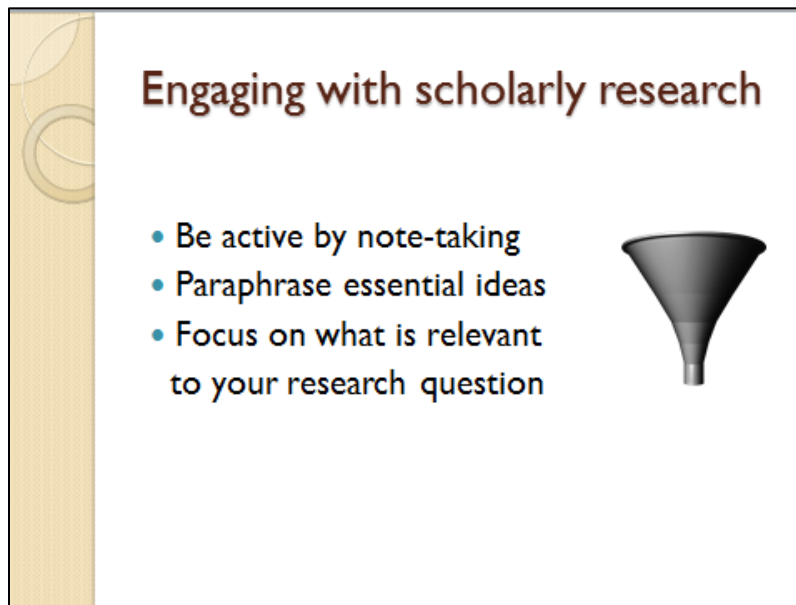 Engaging with scholarly research
• Be active by note-taking
• Paraphrase essential ideas
• Focus on what is relevant
to your research question